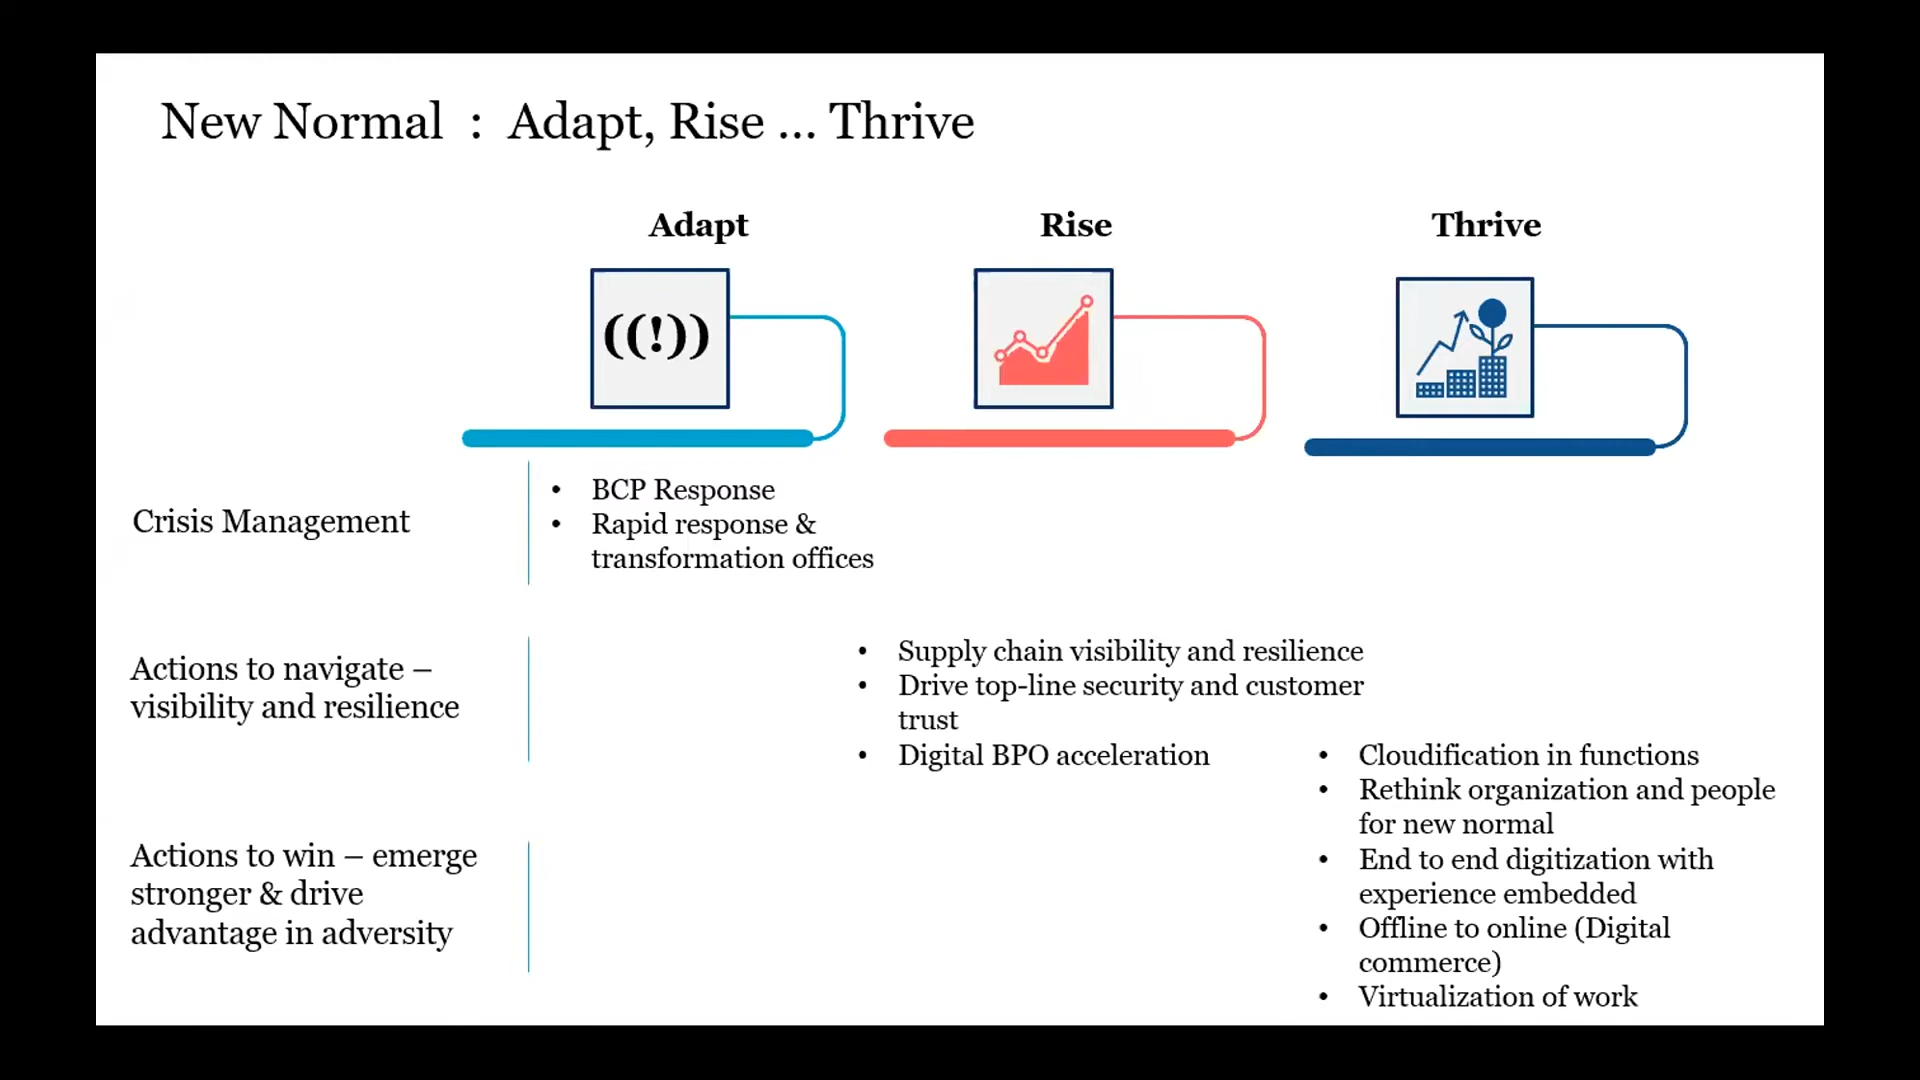 New Normal : Adapt, Rise ... Thrive
Adapt
Rise
Thrive
((!))
Crisis Management
• BCP Response
• Rapid response &
transformation offices
Actions to navigate –
visibility and resilience
• Supply chain visibility and resilience
• Drive top-line security and customer
trust
• Digital BPO acceleration
Actions to win – emerge
stronger & drive
advantage in adversity
• Cloudification in functions
• Rethink organization and people
for new normal
• End to end digitization with
experience embedded
• Offline to online (Digital
commerce)
• Virtualization of work